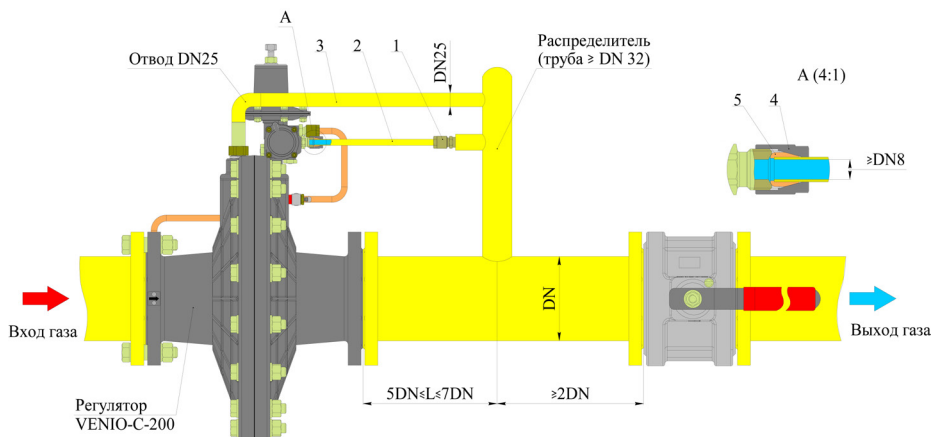 А
3
2
1
DN25
Распределитель
(труба ≥ DN 32)
Отвод DN25
А (4:1)
5
4
≥DN8
Вход газа
DN
Выход газа
Регулятор
VENIO-C-200
5DN≤L≤7DN
≥2DN